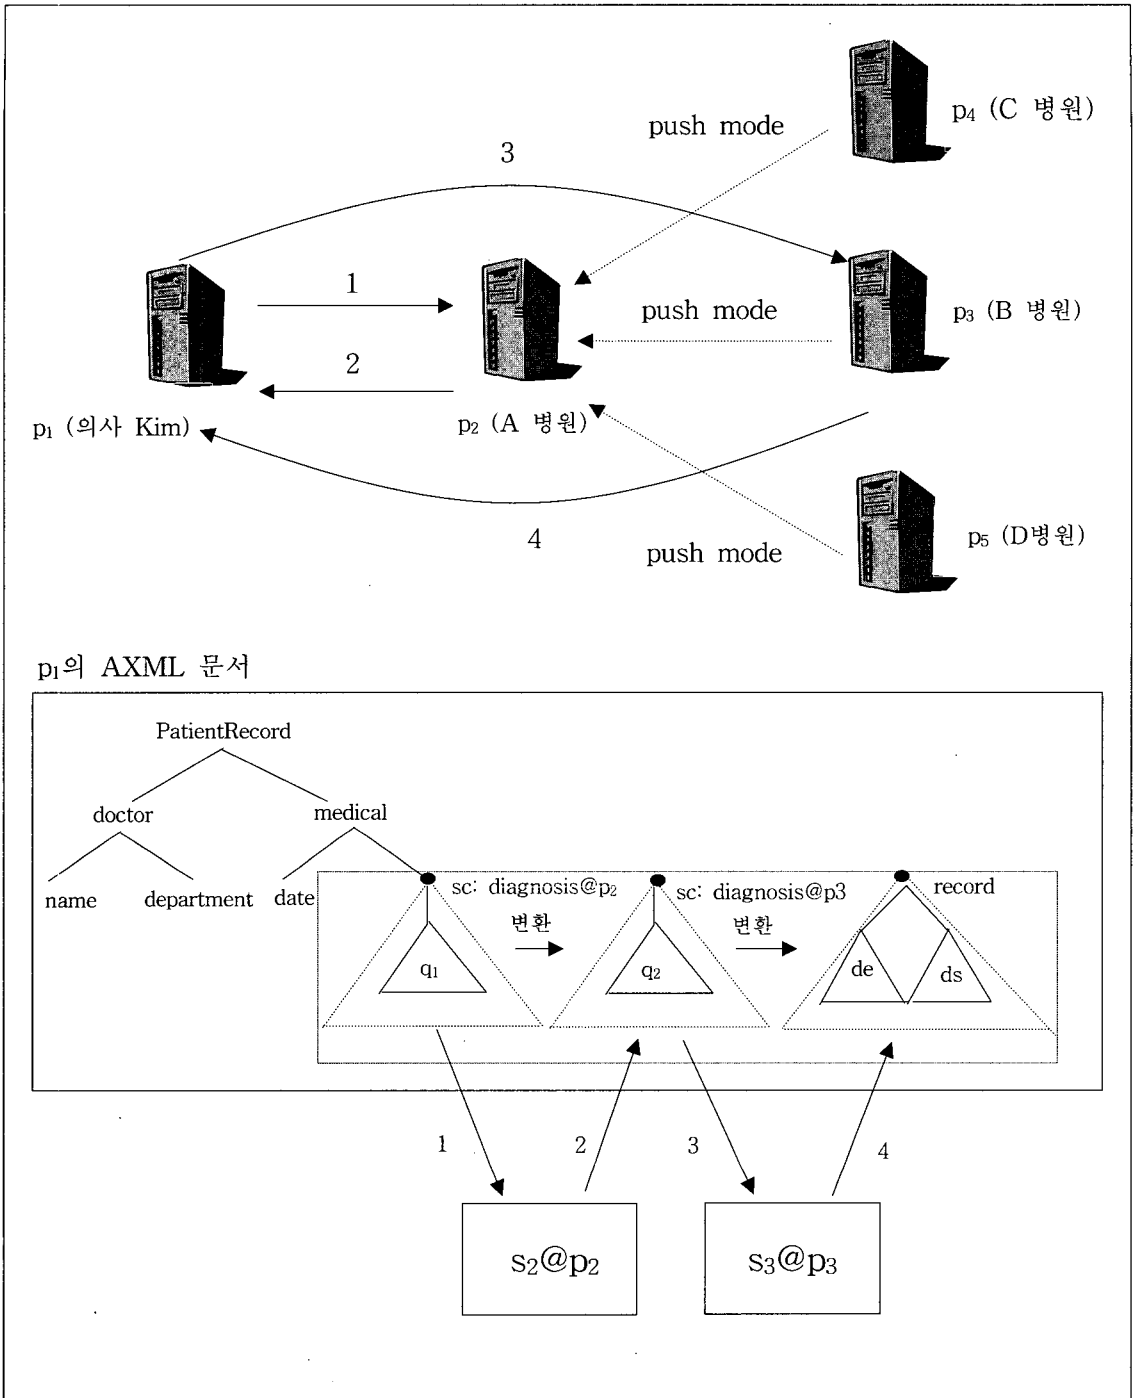 p₄ (C 병원)
push mode
3
1
push mode
p₃ (B 병원)
2
p₁ (의사 Kim)
p₂ (A 병원)
4
push mode
p₅ (D병원)
p₁의 AXML 문서
PatientRecord
doctor
medical
name
department
date
sc: diagnosis@p₂
sc: diagnosis@p3
record
변환
변환
q₁
q₂
de
ds
1
2
3
4
s₂@p₂
s₃@p₃